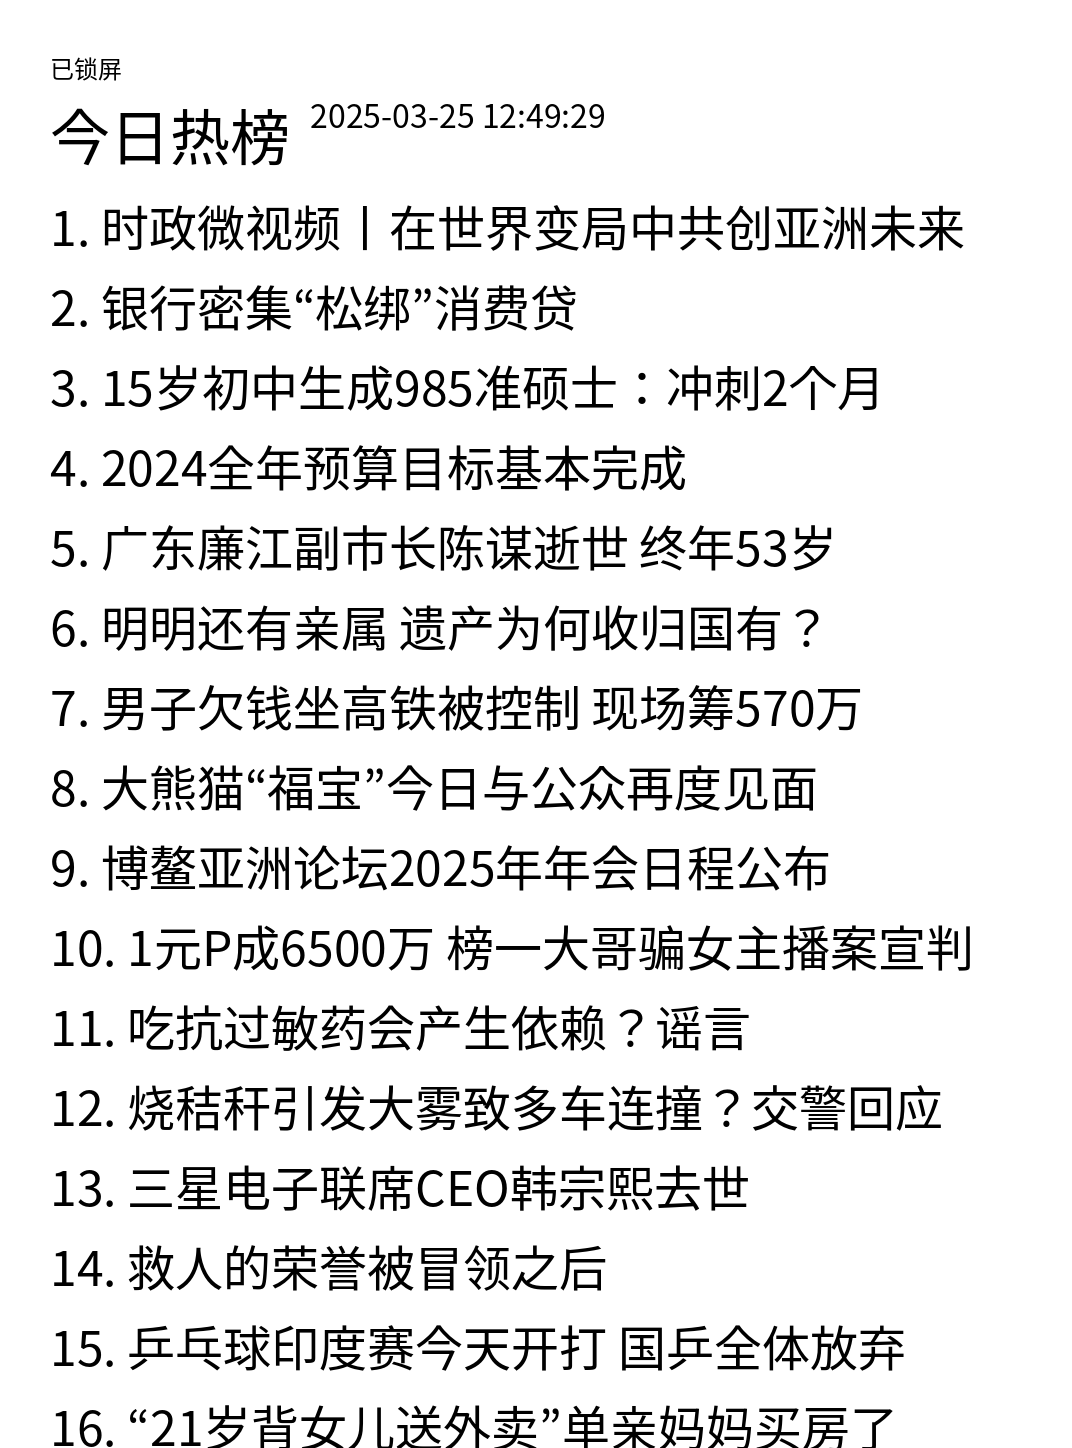 已锁屏
今日热榜 2025-03-25 12:49:29
1. 时政微视频丨在世界变局中共创亚洲未来
2. 银行密集“松绑”消费贷
3. 15岁初中生成985准硕士：冲刺2个月
4. 2024全年预算目标基本完成
5. 广东廉江副市长陈谋逝世 终年53岁
6. 明明还有亲属 遗产为何收归国有？
7. 男子欠钱坐高铁被控制 现场筹570万
8. 大熊猫“福宝”今日与公众再度见面
9. 博鳌亚洲论坛2025年年会日程公布
10. 1元P成6500万 榜一大哥骗女主播案宣判
11. 吃抗过敏药会产生依赖？谣言
12. 烧秸秆引发大雾致多车连撞？交警回应
13. 三星电子联席CEO韩宗熙去世
14. 救人的荣誉被冒领之后
15. 乒乓球印度赛今天开打 国乒全体放弃
16. “21岁背女儿送外卖”单亲妈妈买房了